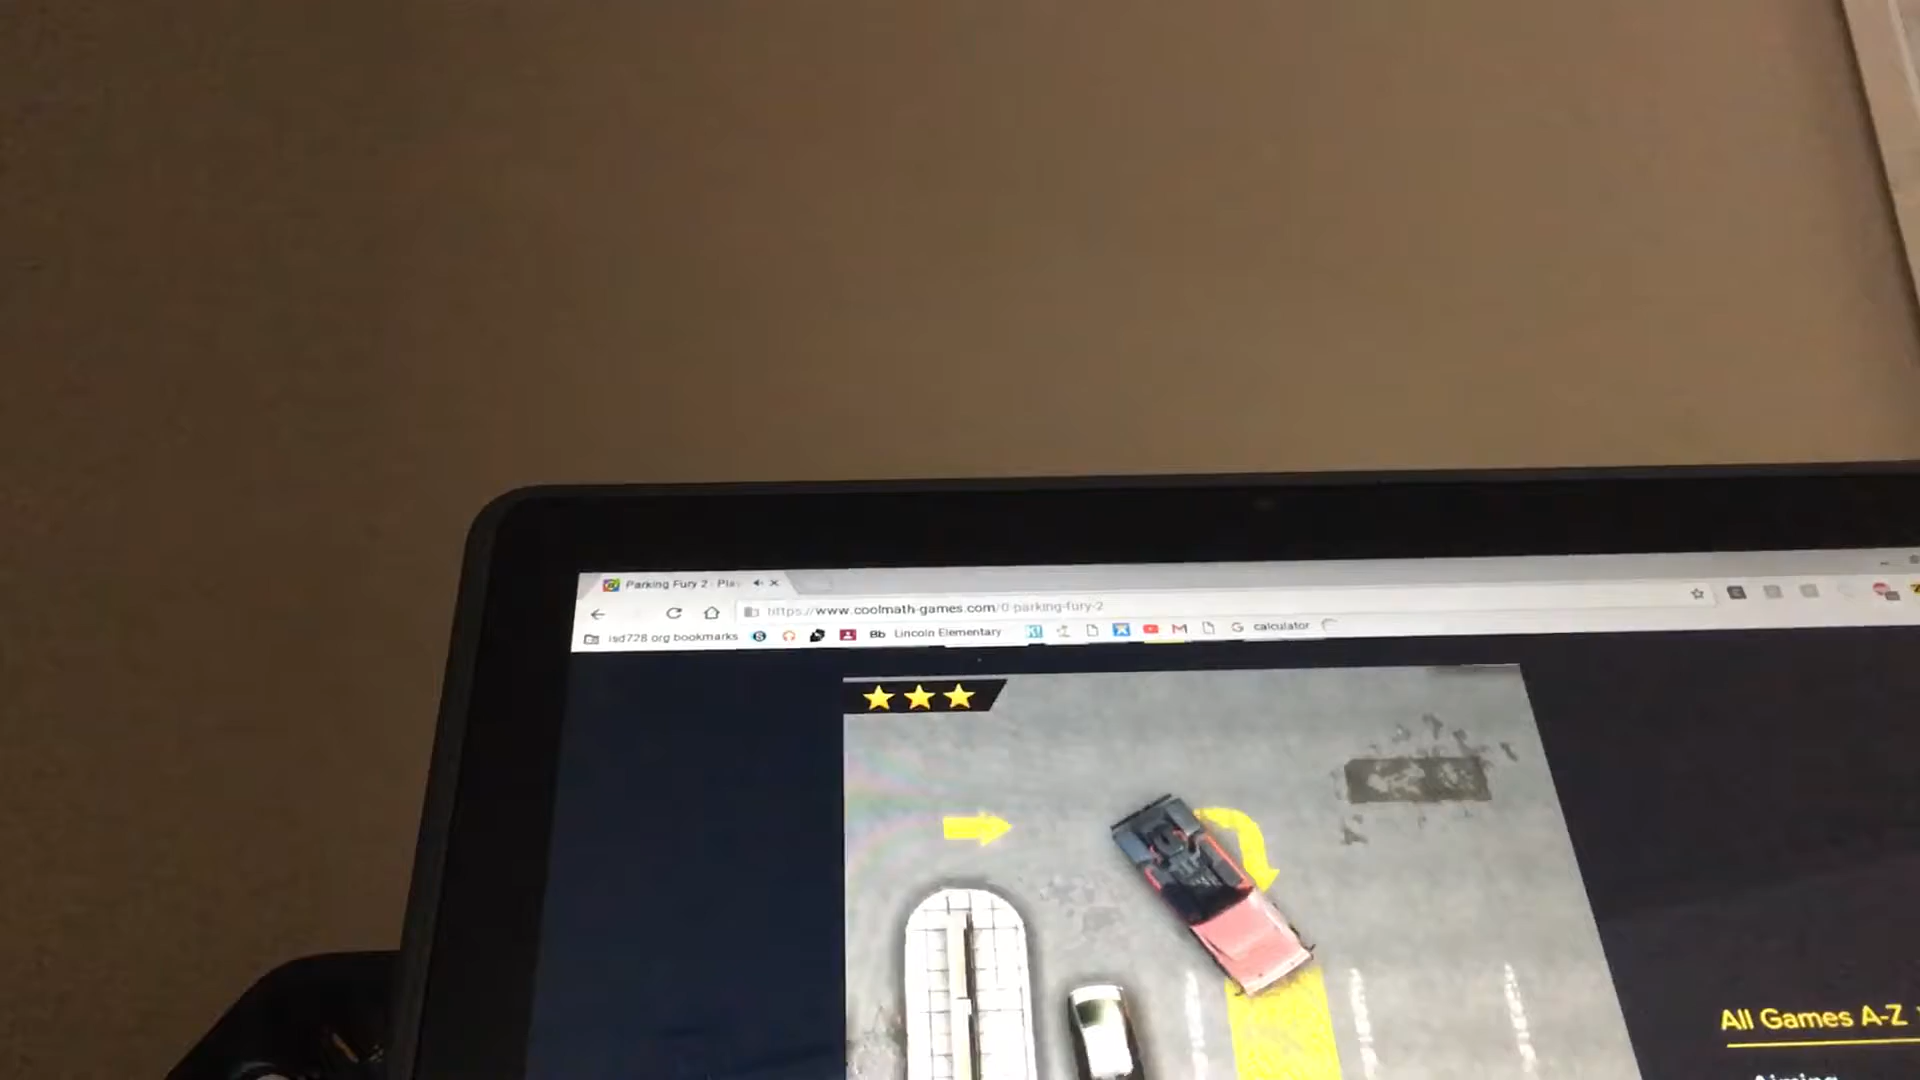 Parking Fury 2 - Pla
https://www.coolmath-games.com/0-parking-fury-2
isd728.org bookmarks Bb Lincoln Elementary K! G calculator
All Games A-Z